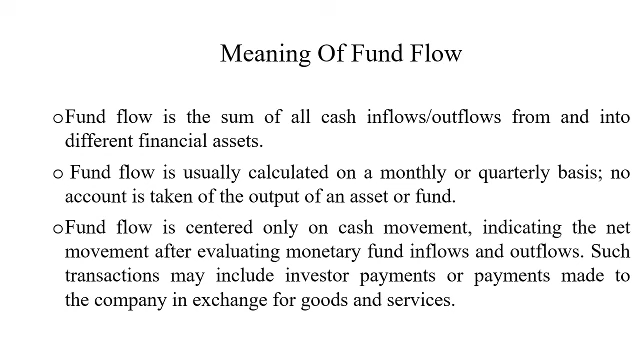 Meaning Of Fund Flow
oFund flow is the sum of all cash inflows/outflows from and into
different financial assets.
o Fund flow is usually calculated on a monthly or quarterly basis; no
account is taken of the output of an asset or fund.
oFund flow is centered only on cash movement, indicating the net
movement after evaluating monetary fund inflows and outflows. Such
transactions may include investor payments or payments made to
the company in exchange for goods and services.